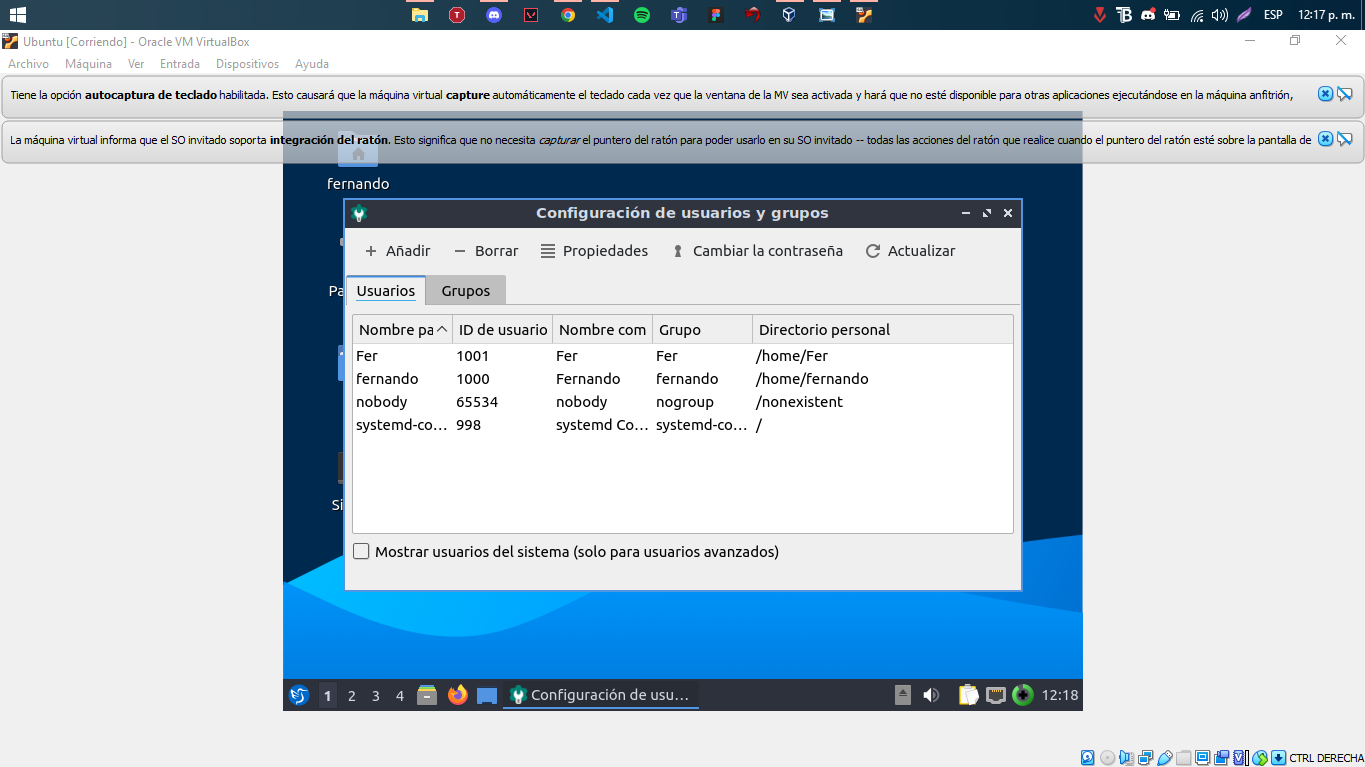 ESP 12:17 p. m.
Ubuntu [Corriendo] - Oracle VM VirtualBox
Archivo Máquina Ver Entrada Dispositivos Ayuda
Tiene la opción autocaptura de teclado habilitada. Esto causará que la máquina virtual capture automáticamente el teclado cada vez que la ventana de la MV sea activada y hará que no esté disponible para otras aplicaciones ejecutándose en la máquina anfitrión,
La máquina virtual informa que el SO invitado soporta integración del ratón. Esto significa que no necesita capturar el puntero del ratón para poder usarlo en su SO invitado -- todas las acciones del ratón que realice cuando el puntero del ratón esté sobre la pantalla de
fernando
Configuración de usuarios y grupos
Añadir Borrar Propiedades Cambiar la contraseña Actualizar
Pa
Usuarios Grupos
Nombre pa ID de usuario Nombre com Grupo Directorio personal
Fer 1001 Fer Fer /home/Fer
fernando 1000 Fernando fernando /home/fernando
nobody 65534 nobody nogroup /nonexistent
systemd-co... 998 systemd Co... systemd-co... /
Si
Mostrar usuarios del sistema (solo para usuarios avanzados)
1 2 3 4 Configuración de usu... 12:18
CTRL DERECHA